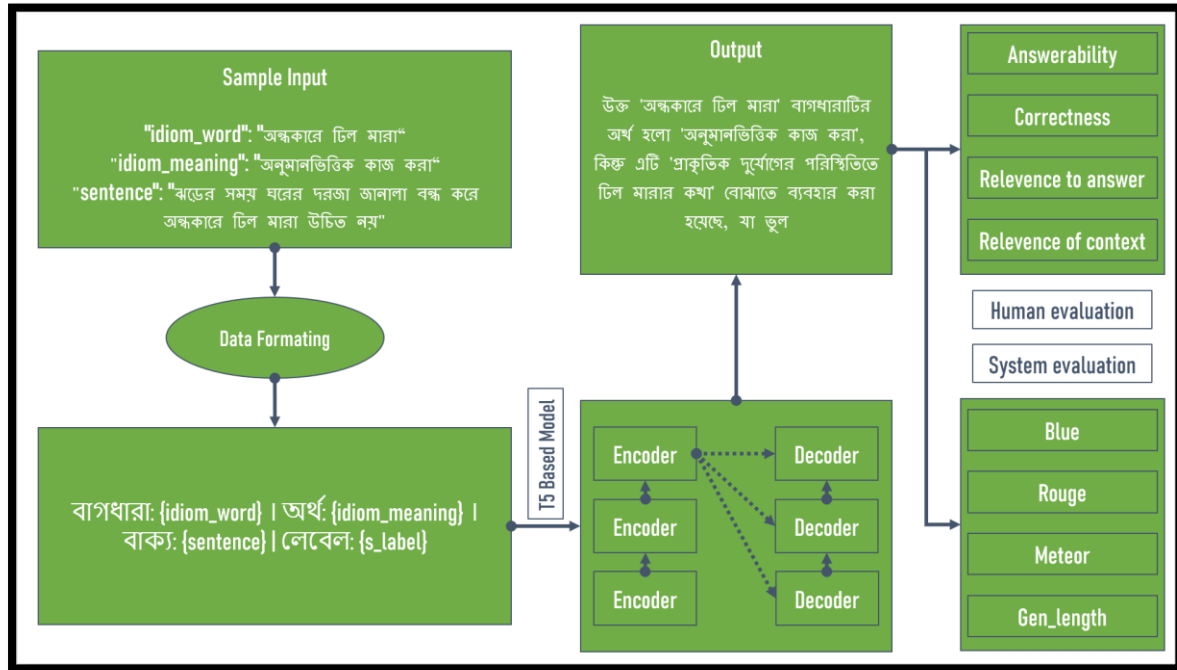 Sample Input
"idiom_word": "অন্ধকারে ঢিল মারা“
"idiom_meaning": "অনুমানভিত্তিক কাজ করা“
"sentence": "ঝড়ের সময় ঘরের দরজা জানালা বন্ধ করে
অন্ধকারে ঢিল মারা উচিত নয়"
Data Formating
বাগধারা: {idiom_word} । অর্থ: {idiom_meaning} ।
বাক্য: {sentence} | লেবেল: {s_label}
T5 Based Model
Encoder
Encoder
Encoder
Decoder
Decoder
Decoder
Output
উক্ত 'অন্ধকারে ঢিল মারা' বাগধারাটির
অর্থ হলো 'অনুমানভিত্তিক কাজ করা',
কিন্তু এটি 'প্রাকৃতিক দুর্যোগের পরিস্থিতিতে
ঢিল মারার কথা' বোঝাতে ব্যবহার করা
হয়েছে, যা ভুল
Answerability
Correctness
Relevence to answer
Relevence of context
Human evaluation
System evaluation
Blue
Rouge
Meteor
Gen_length